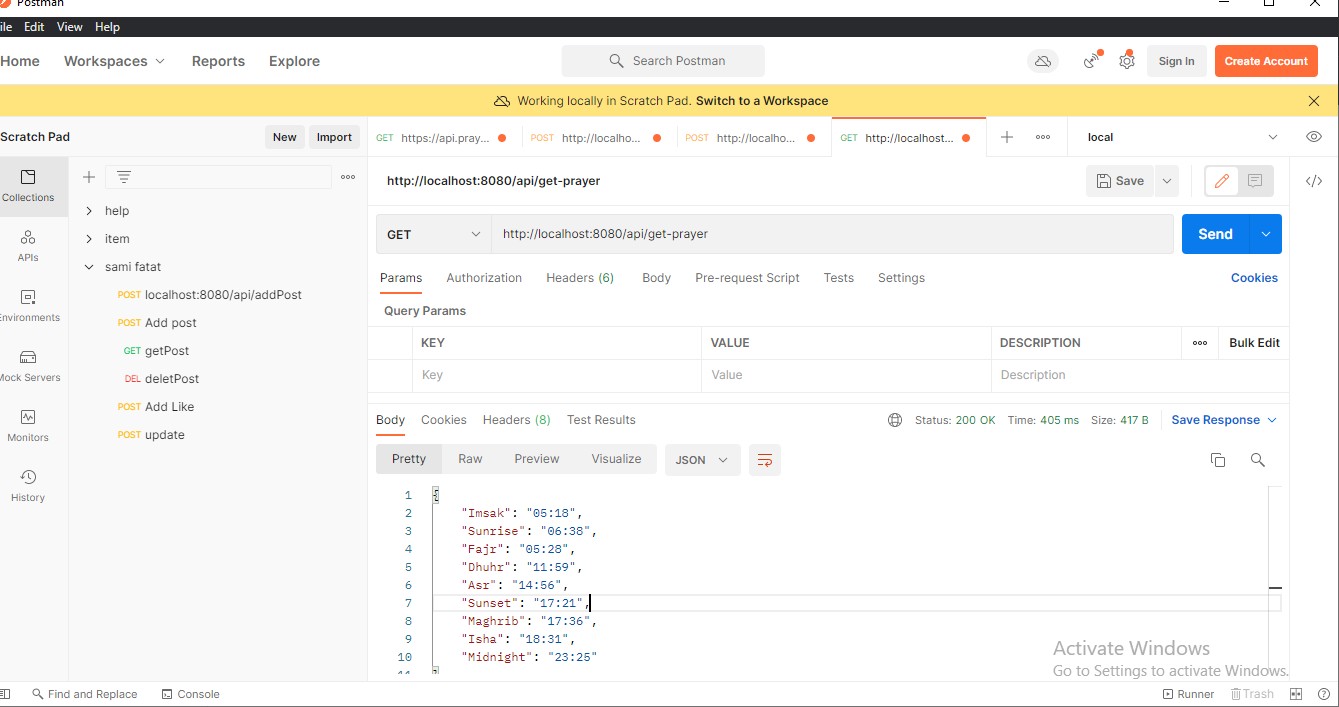 Postman
ile Edit View Help
Home Workspaces Reports Explore Search Postman Sign In Create Account
Working locally in Scratch Pad. Switch to a Workspace
Scratch Pad New Import GET https://api.pray... POST http://localho... POST http://localho... GET http://localhost... local
Collections
APIs
Environments
Mock Servers
Monitors
History
help
item
sami fatat
POST localhost:8080/api/addPost
POST Add post
GET getPost
DEL deletPost
POST Add Like
POST update
http://localhost:8080/api/get-prayer Save
GET http://localhost:8080/api/get-prayer Send
Params Authorization Headers (6) Body Pre-request Script Tests Settings Cookies
Query Params
KEY VALUE DESCRIPTION Bulk Edit
Key Value Description
Body Cookies Headers (8) Test Results Status: 200 OK Time: 405 ms Size: 417 B Save Response
Pretty Raw Preview Visualize JSON
1 {
2 "Imsak": "05:18",
3 "Sunrise": "06:38",
4 "Fajr": "05:28",
5 "Dhuhr": "11:59",
6 "Asr": "14:56",
7 "Sunset": "17:21",
8 "Maghrib": "17:36",
9 "Isha": "18:31",
10 "Midnight": "23:25"
11 }
Activate Windows
Go to Settings to activate Windows.
Find and Replace Console Runner Trash